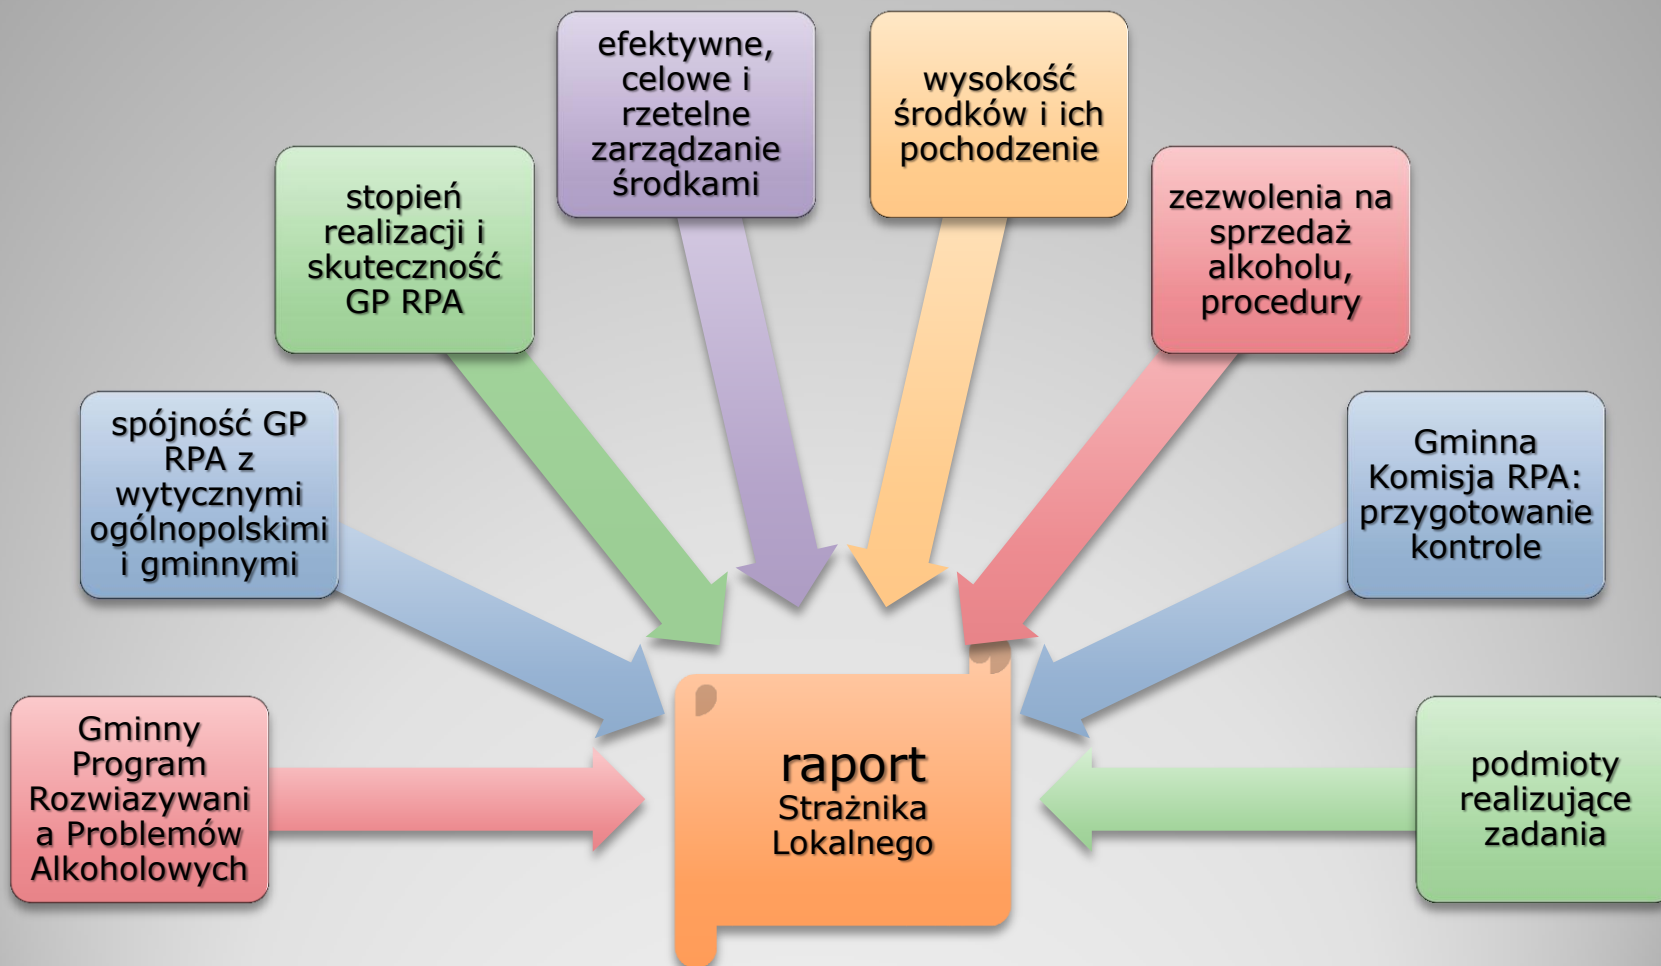 efektywne,
celowe i
rzetelne
zarządzanie
środkami
wysokość
środków i ich
pochodzenie
stopień
realizacji i
skuteczność
GP RPA
zezwolenia na
sprzedaż
alkoholu,
procedury
spójność GP
RPA z
wytycznymi
ogólnopolskimi
i gminnymi
Gminna
Komisja RPA:
przygotowanie
kontrole
Gminny
Program
Rozwiazywani
a Problemów
Alkoholowych
raport
Strażnika
Lokalnego
podmioty
realizujące
zadania